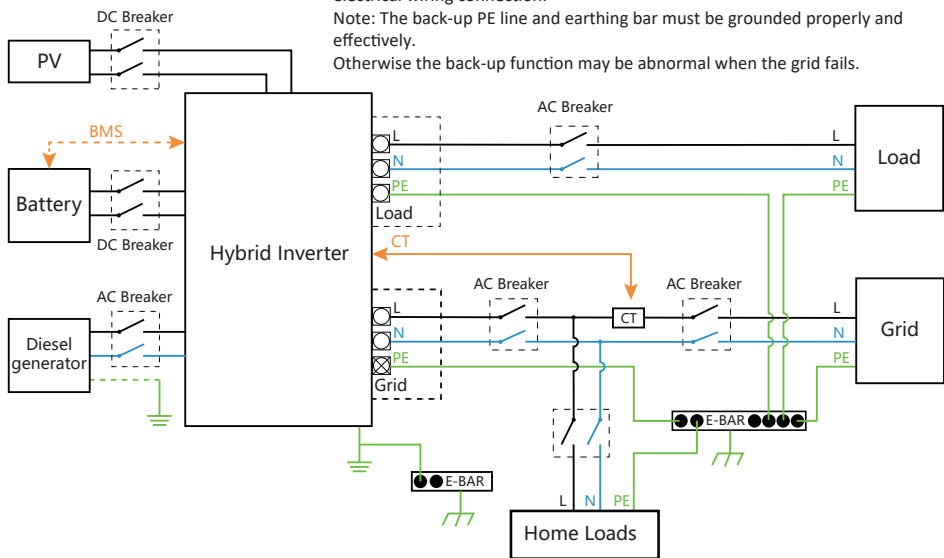 electrical wiring connection.
Note: The back-up PE line and earthing bar must be grounded properly and
effectively.
Otherwise the back-up function may be abnormal when the grid fails.
DC Breaker
PV
AC Breaker
BMS
L
N
PE
Load
L
N
PE
Load
Battery
DC Breaker
Hybrid Inverter
CT
AC Breaker
AC Breaker
AC Breaker
Diesel
generator
L
N
PE
Grid
CT
L
N
PE
Grid
E-BAR
E-BAR
L
N
PE
Home Loads